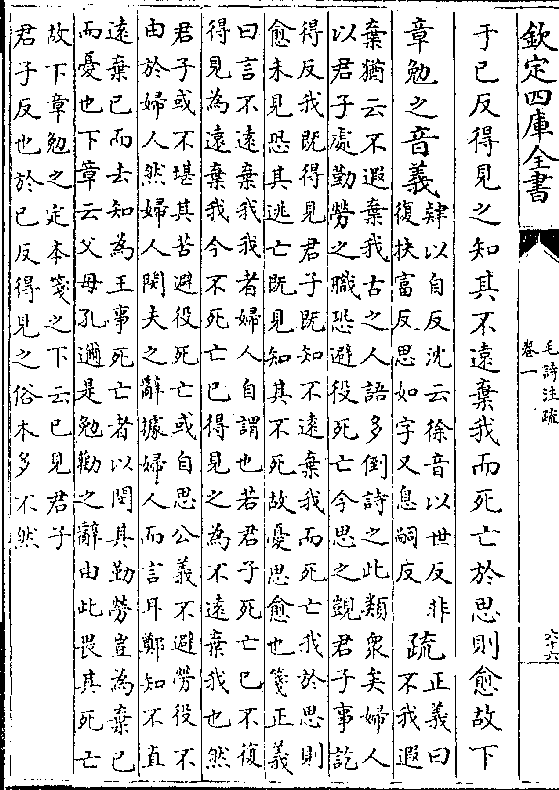 欽定四庫全書
毛詩注疏
卷一
六十六
于已反得見之知其不遠棄我而死亡於思則愈故下
章勉之音義
肄以自反沈云徐音以世反非
復扶富反思如字又息嗣反
疏
正義曰
不我遐
棄猶云不遐棄我古之人語多倒詩之此類衆矣婦人
以君子處勤勞之職恐避役死亡今思之覬君子事訖
得反我既得見君子既知不遠棄我而死亡我於思則
愈未見恐其逃亡既見知其不死故憂思愈也箋正義
曰言不遠棄我我者婦人自謂也若君子死亡已不復
得見為遠棄我今不死亡已得見之為不遠棄我也然
君子或不堪其苦避役死亡或自思公義不避勞役不
由於婦人然婦人閔夫之辭據婦人而言耳鄭知不直
遠棄已而去知為王事死亡者以閔其勤勞豈為棄已
而憂也下章云父母孔邇是勉勸之辭由此畏其死亡
故下章勉之定本箋之下云已見君子
君子反也於已反得見之俗本多不然